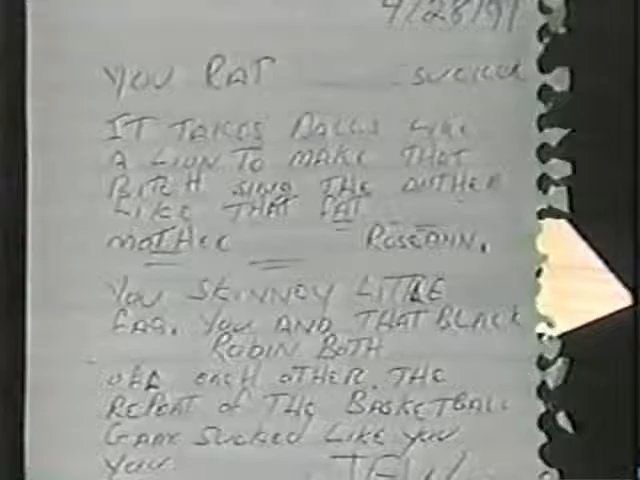 4/28/91
YOU RAT SUCKER
IT TAKES BALLS LIKE
A LION TO MAKE THAT
BITCH SING THE ANTHEM
LIKE THAT FAT
MOTHER ROSEANN.
YOU SKINNEY LITTLE
FAG. YOU AND THAT BLACK
ROBIN BOTH
EACH OTHER. THE
REPEAT OF THE BASKETBALL
GAME SUCKED LIKE YOU
YOU